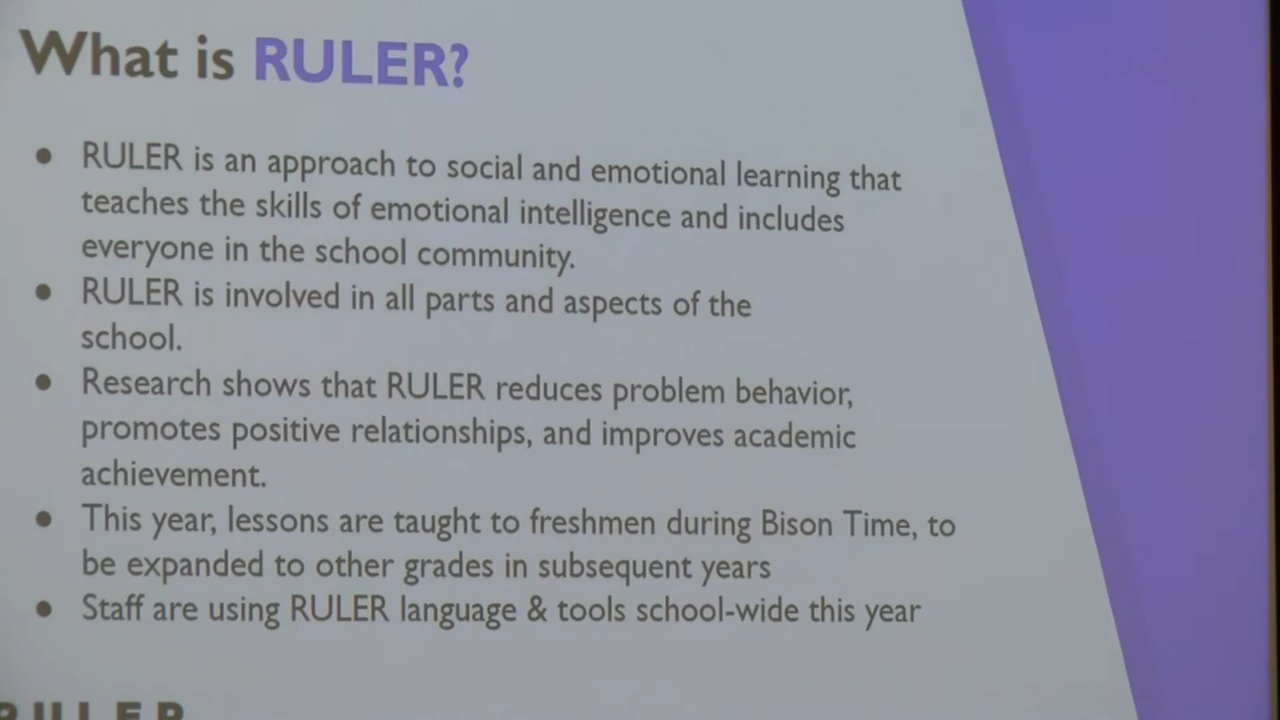 What is RULER?
● RULER is an approach to social and emotional learning that
teaches the skills of emotional intelligence and includes
everyone in the school community.
● RULER is involved in all parts and aspects of the
school.
● Research shows that RULER reduces problem behavior,
promotes positive relationships, and improves academic
achievement.
● This year, lessons are taught to freshmen during Bison Time, to
be expanded to other grades in subsequent years
● Staff are using RULER language & tools school-wide this year
RULER